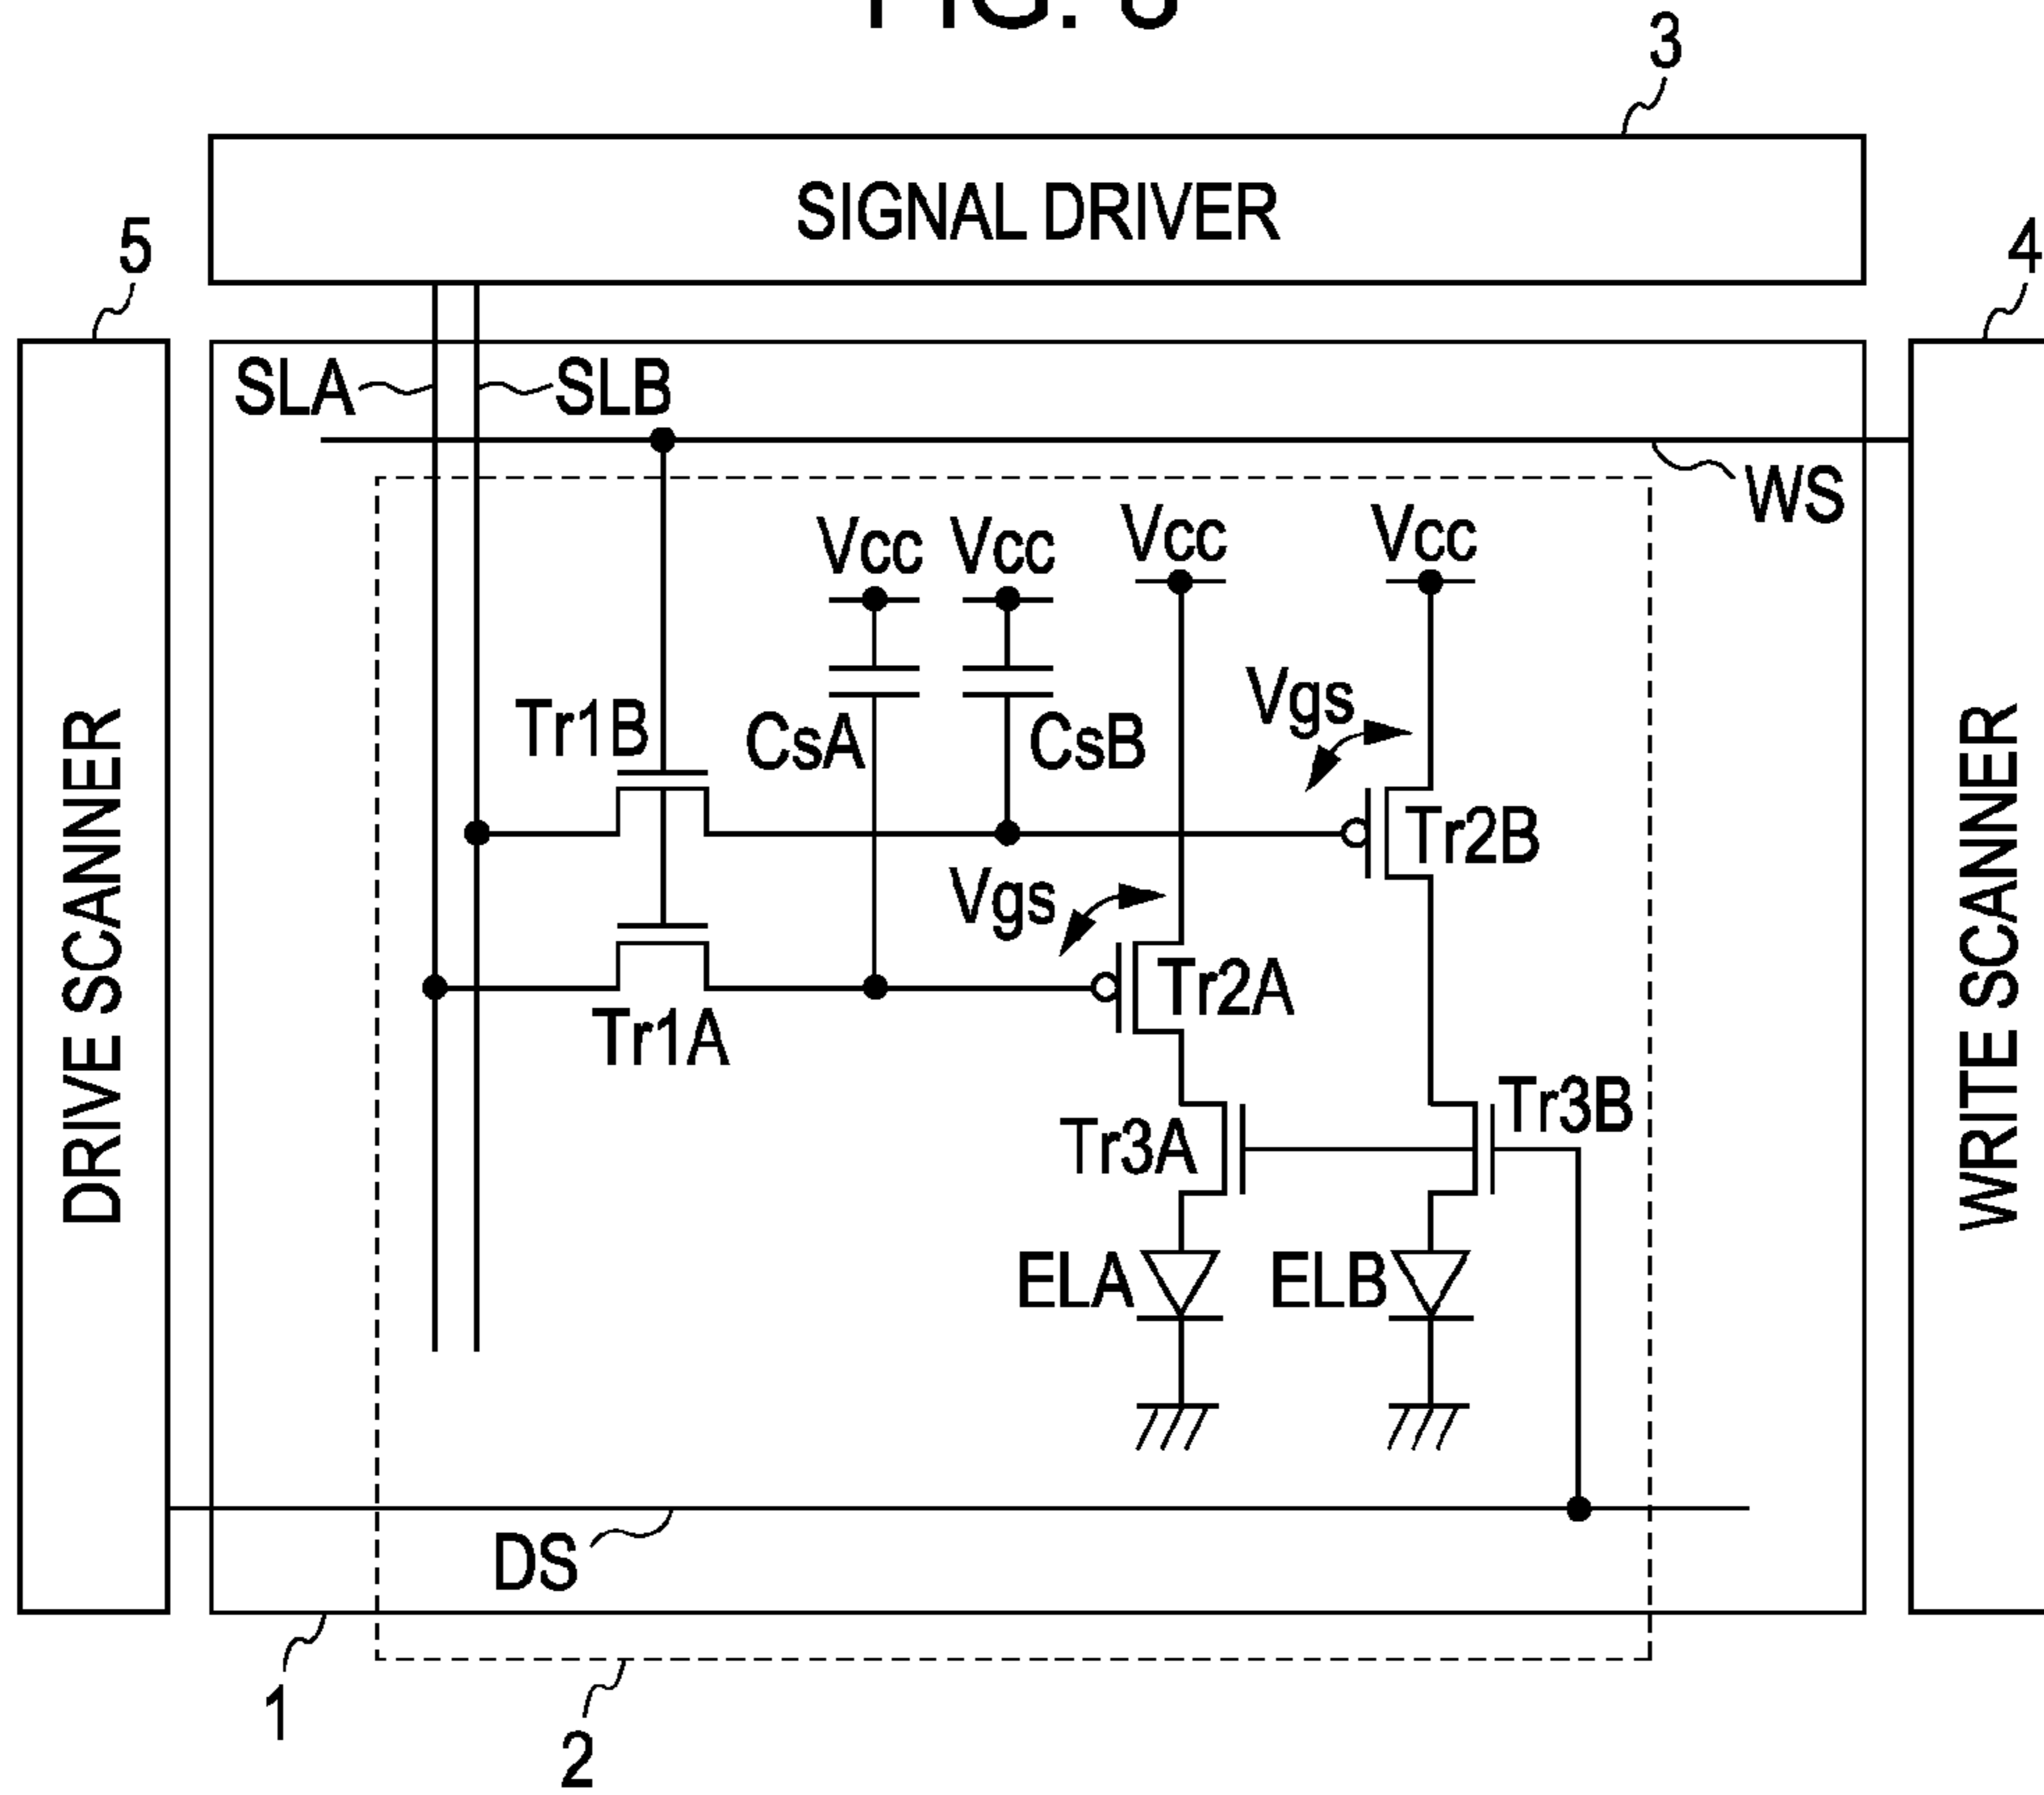 3
SIGNAL DRIVER
5
4
SLA
SLB
WS
Vcc
Vcc
Vcc
Vcc
Tr1B
CsA
CsB
Vgs
Tr2B
Vgs
Tr2A
Tr1A
Tr3A
Tr3B
ELA
ELB
DRIVE SCANNER
WRITE SCANNER
DS
1
2